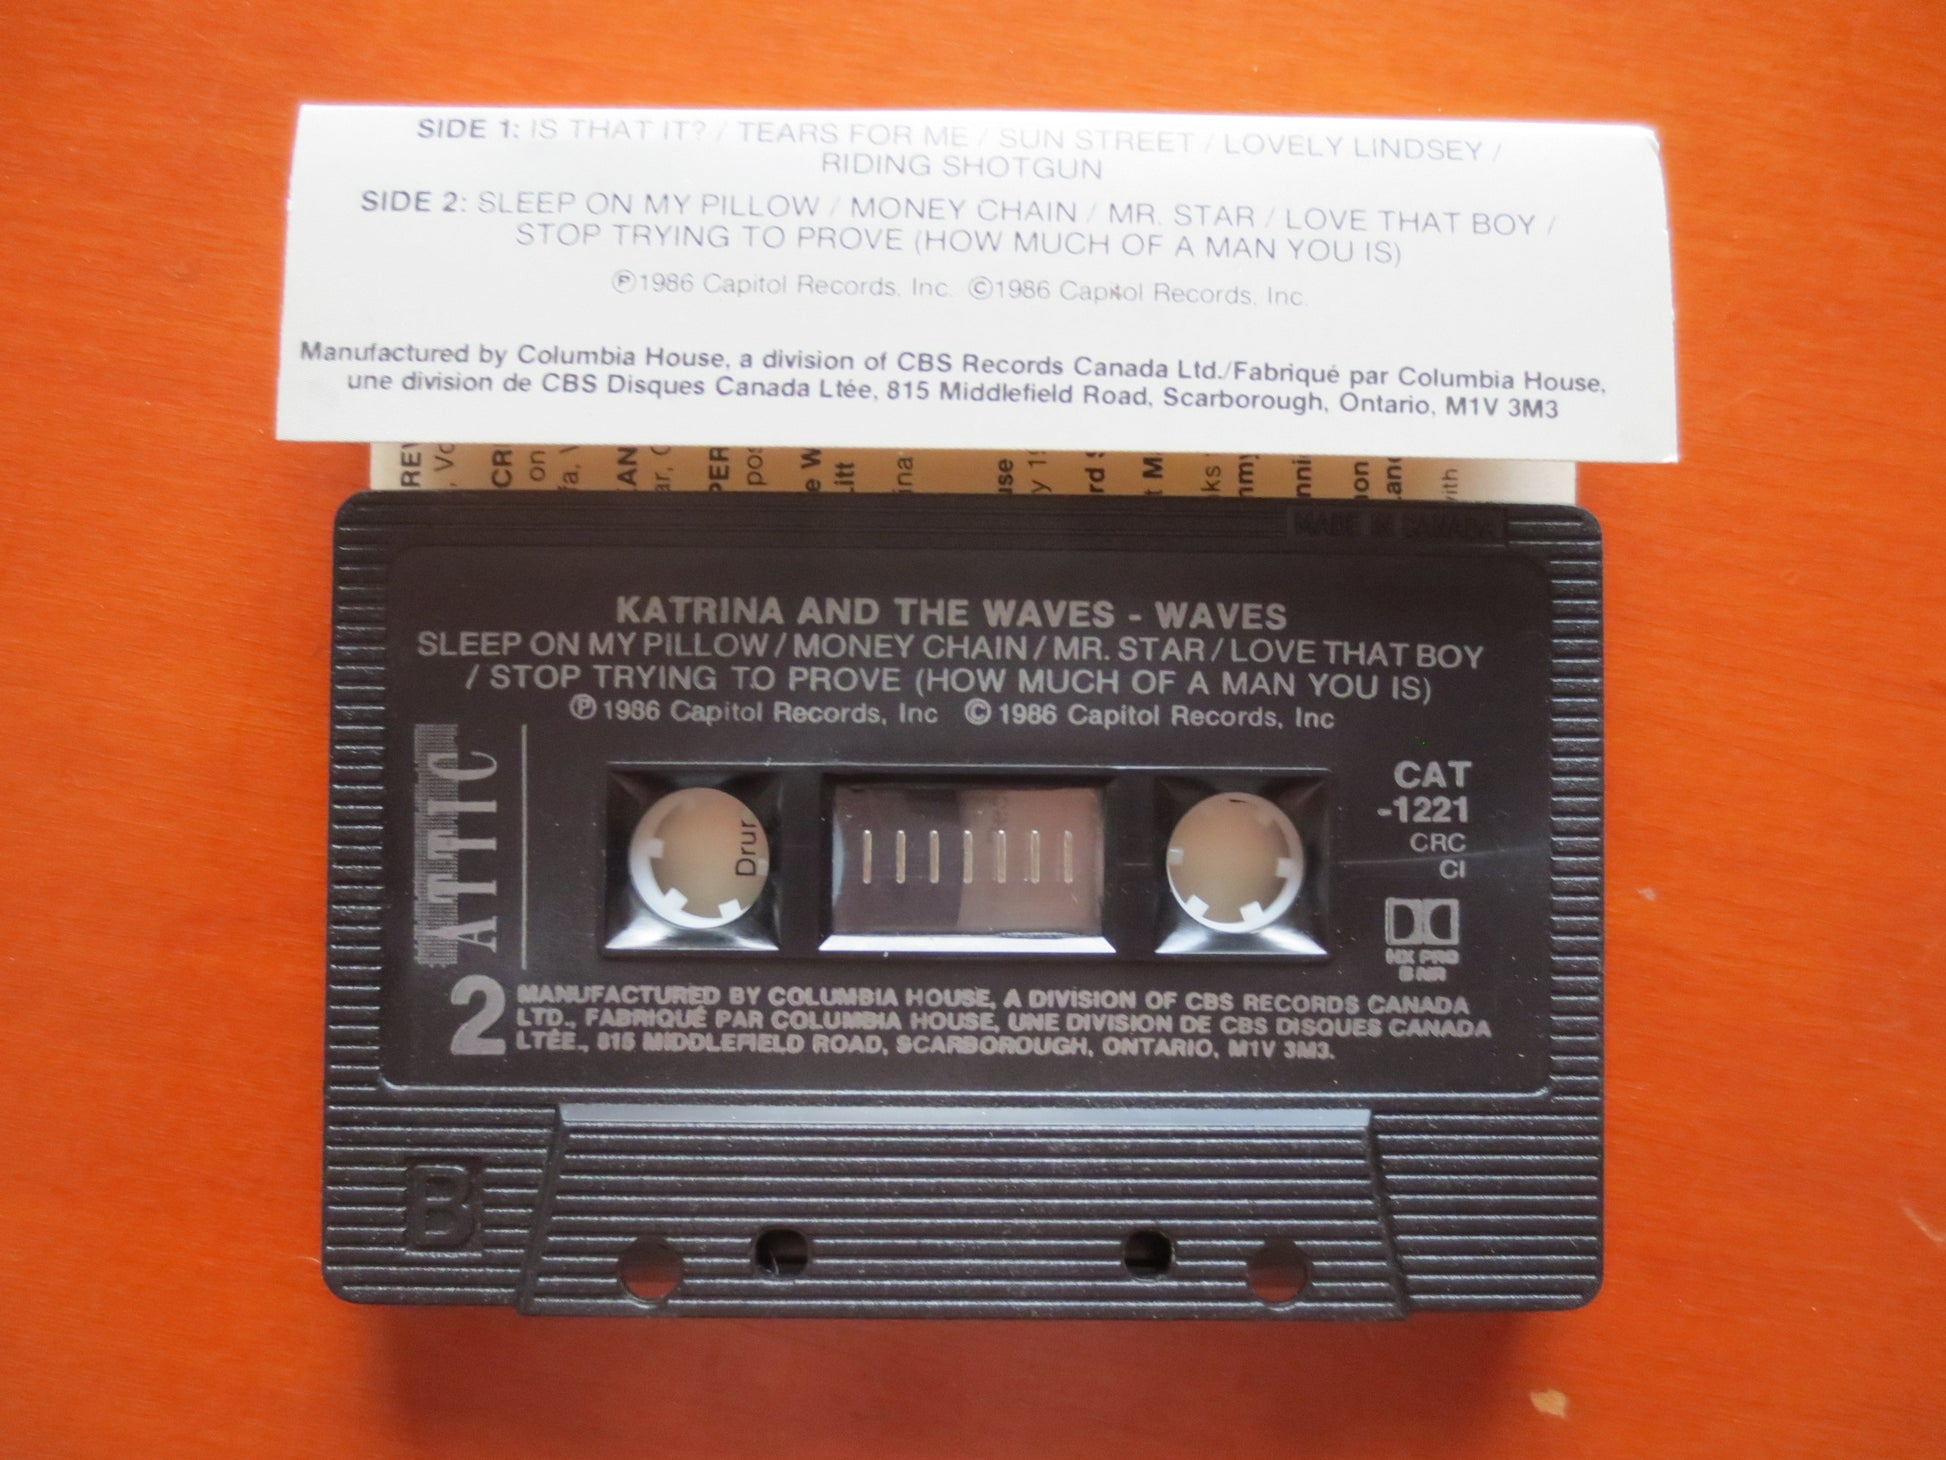 SIDE 1: IS THAT IT? / TEARS FOR ME / SUN STREET / LOVELY LINDSEY /
RIDING SHOTGUN
SIDE 2: SLEEP ON MY PILLOW / MONEY CHAIN / MR. STAR / LOVE THAT BOY /
STOP TRYING TO PROVE (HOW MUCH OF A MAN YOU IS)
℗1986 Capitol Records, Inc. ©1986 Capitol Records, Inc.
Manufactured by Columbia House, a division of CBS Records Canada Ltd./Fabriqué par Columbia House,
une division de CBS Disques Canada Ltée, 815 Middlefield Road, Scarborough, Ontario, M1V 3M3
MADE IN CANADA
KATRINA AND THE WAVES - WAVES
SLEEP ON MY PILLOW / MONEY CHAIN / MR. STAR / LOVE THAT BOY
/ STOP TRYING TO PROVE (HOW MUCH OF A MAN YOU IS)
℗ 1986 Capitol Records, Inc © 1986 Capitol Records, Inc
ATTIC
Drur
CAT
-1221
CRC
CI
HX PRO
B NR
2
MANUFACTURED BY COLUMBIA HOUSE, A DIVISION OF CBS RECORDS CANADA
LTD., FABRIQUÉ PAR COLUMBIA HOUSE, UNE DIVISION DE CBS DISQUES CANADA
LTÉE., 815 MIDDLEFIELD ROAD, SCARBOROUGH, ONTARIO, M1V 3M3.
B